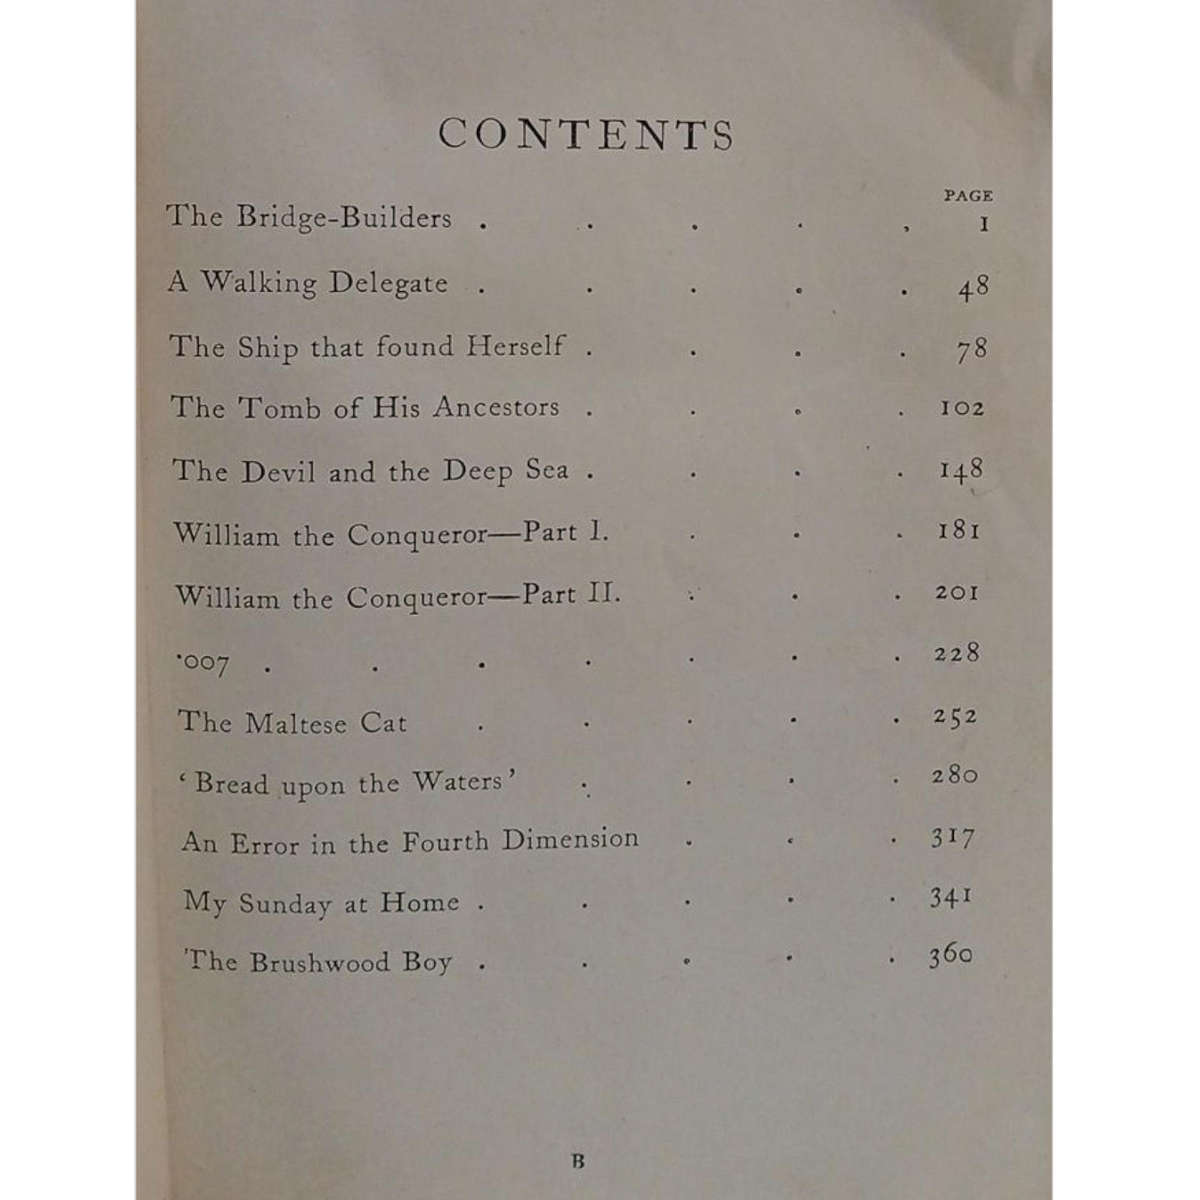 CONTENTS
PAGE
The Bridge-Builders . . . . . 1
A Walking Delegate . . . . . 48
The Ship that found Herself . . . . 78
The Tomb of His Ancestors . . . . 102
The Devil and the Deep Sea . . . . 148
William the Conqueror—Part I. . . . 181
William the Conqueror—Part II. . . . 201
·007 . . . . . . . 228
The Maltese Cat . . . . . 252
‘Bread upon the Waters’ . . . . 280
An Error in the Fourth Dimension . . . 317
My Sunday at Home . . . . . 341
The Brushwood Boy . . . . . 360
B